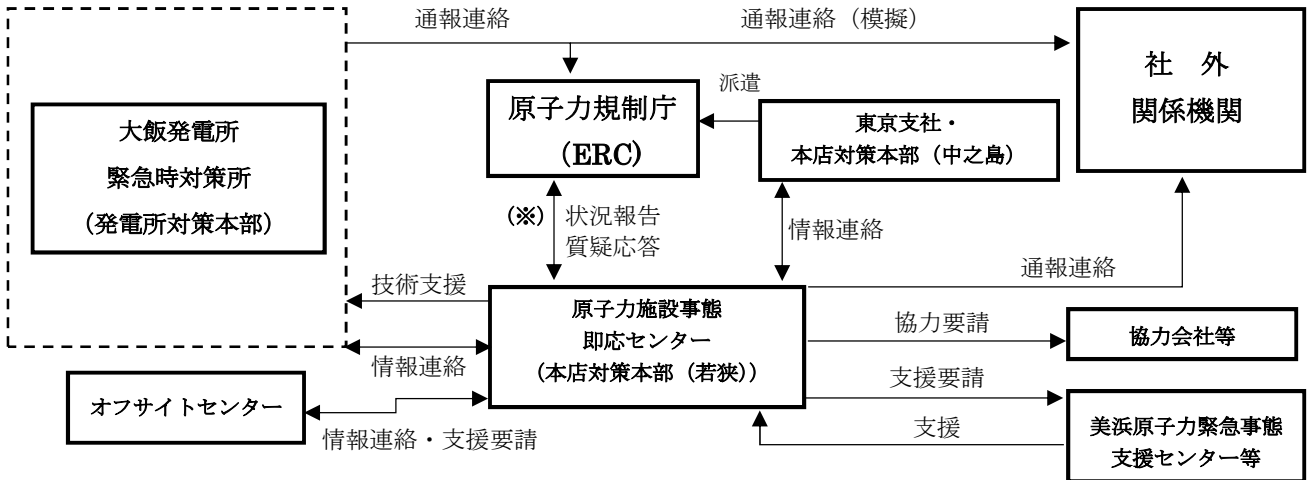 通報連絡
通報連絡（模擬）
社　外
関係機関
大飯発電所
緊急時対策所
（発電所対策本部）
原子力規制庁
（ERC）
派遣
東京支社・
本店対策本部（中之島）
（※）
状況報告
質疑応答
情報連絡
通報連絡
技術支援
原子力施設事態
即応センター
（本店対策本部（若狭））
協力要請
協力会社等
情報連絡
支援要請
オフサイトセンター
情報連絡・支援要請
支援
美浜原子力緊急事態
支援センター等